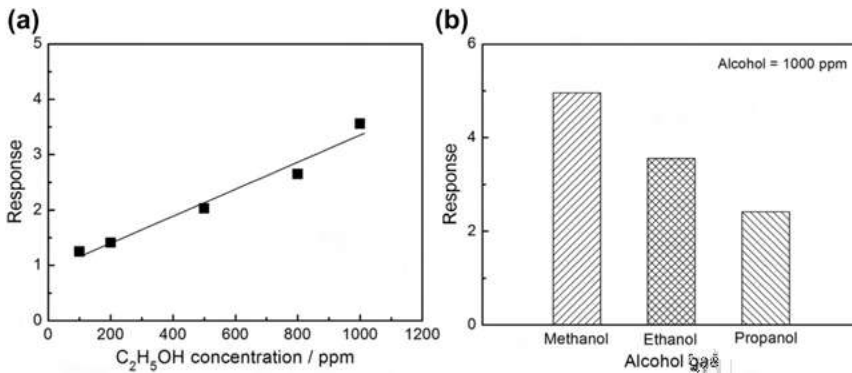 (a)
5
4
3
2
1
0
Response
0 200 400 600 800 1000 1200
C₂H₅OH concentration / ppm
(b)
Alcohol = 1000 ppm
6
4
2
0
Response
Methanol Ethanol Propanol
Alcohol